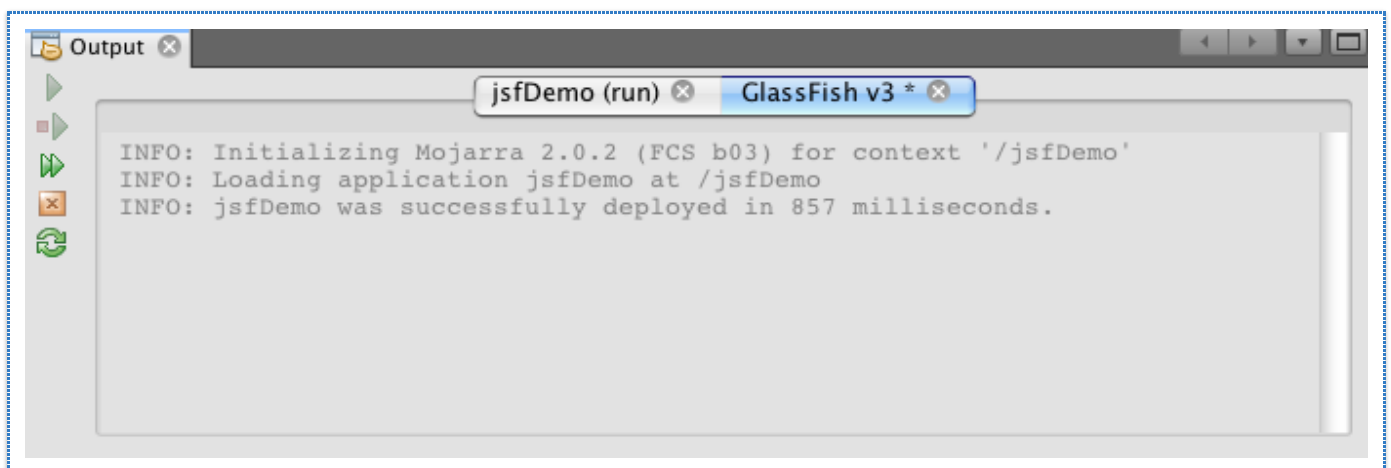 Output
jsfDemo (run) GlassFish v3 *
INFO: Initializing Mojarra 2.0.2 (FCS b03) for context '/jsfDemo'
INFO: Loading application jsfDemo at /jsfDemo
INFO: jsfDemo was successfully deployed in 857 milliseconds.